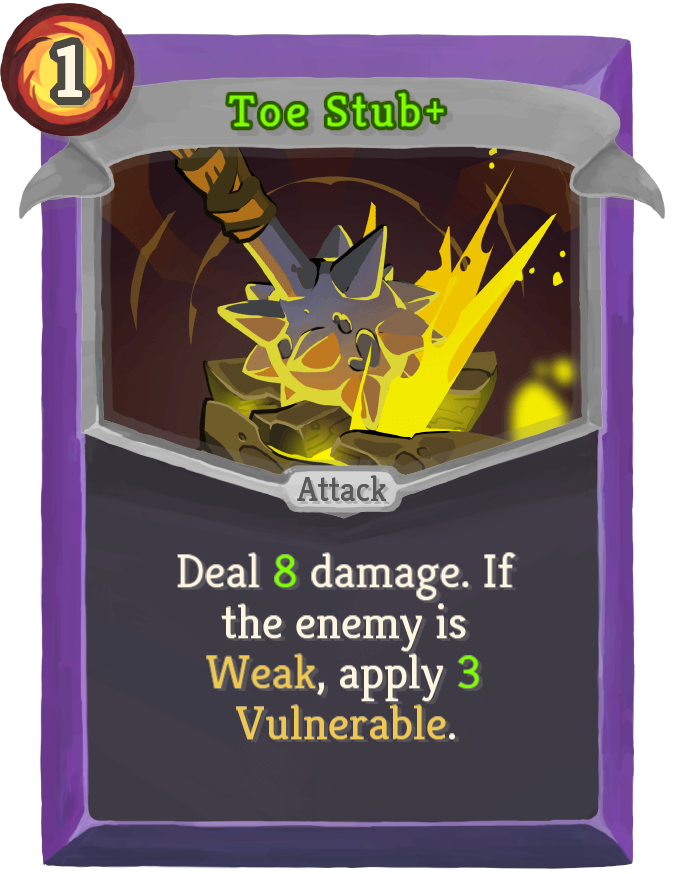 1
Toe Stub+
Attack
Deal 8 damage. If
the enemy is
Weak, apply 3
Vulnerable.